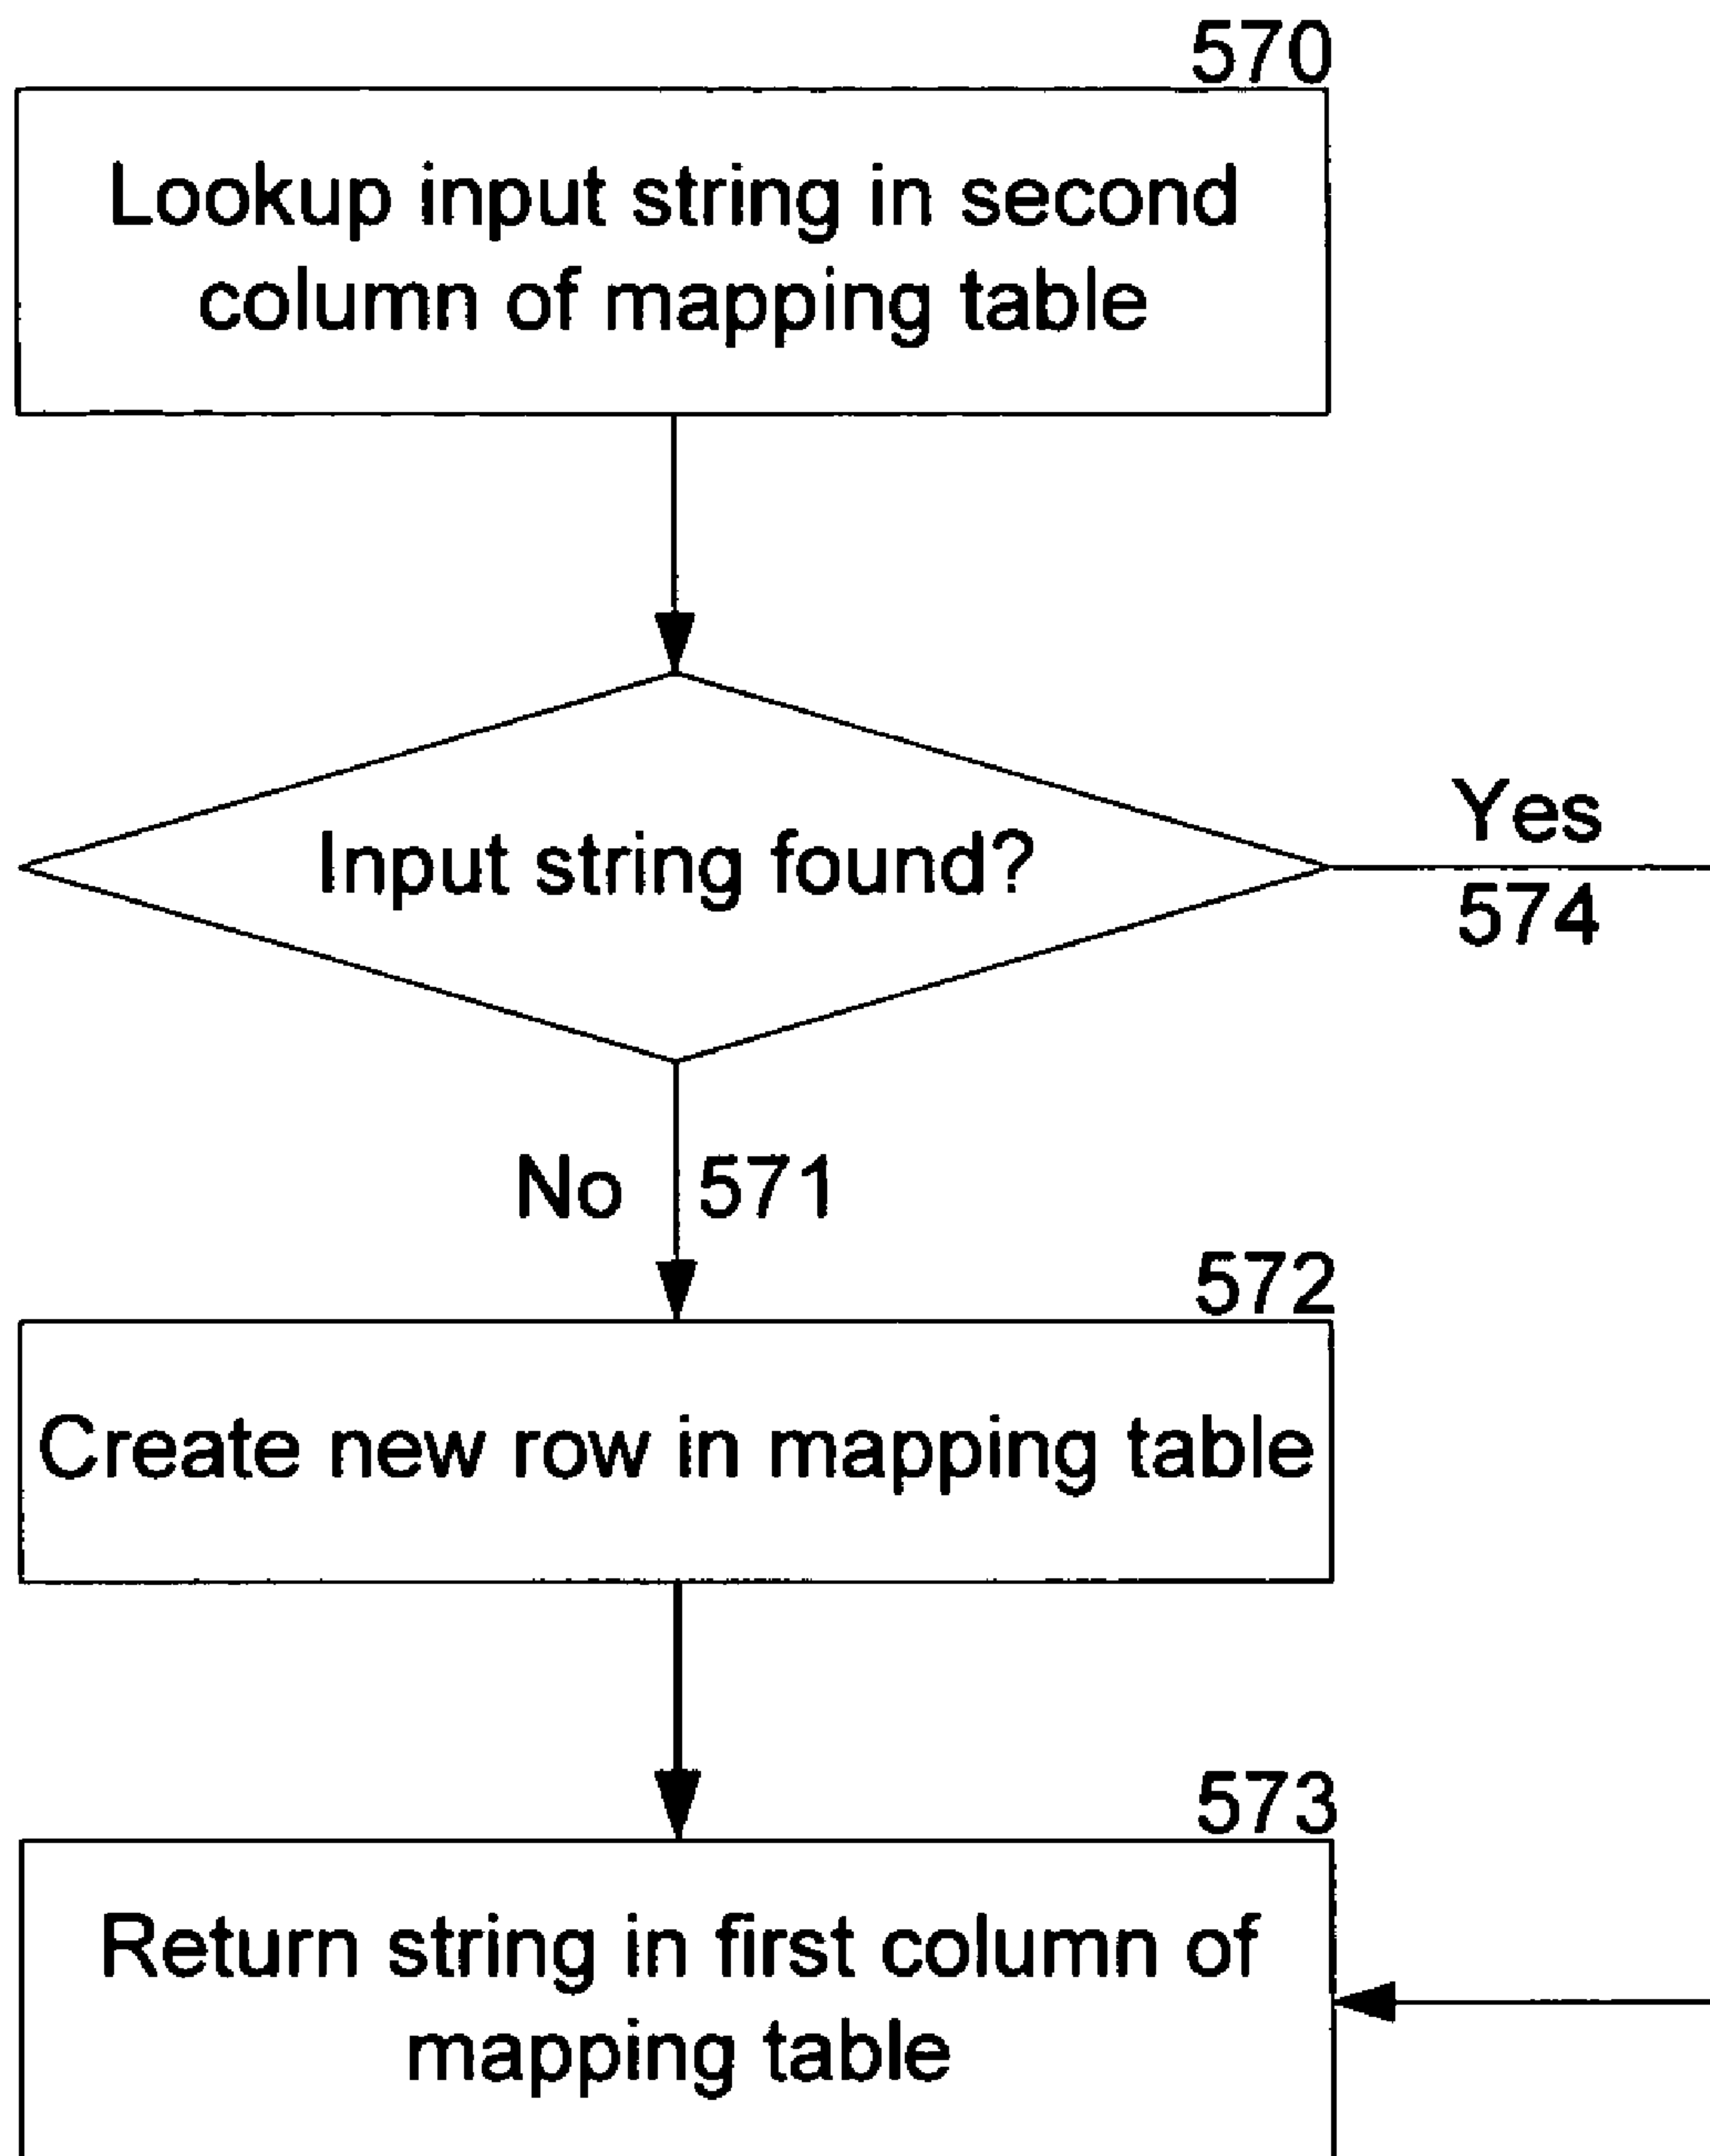 570
Lookup input string in second
column of mapping table
Input string found?
Yes
574
No 571
572
Create new row in mapping table
573
Return string in first column of
mapping table